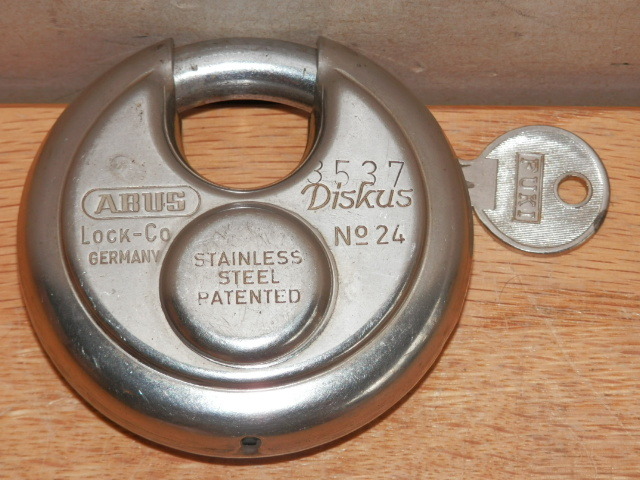 ABUS
Lock-Co
GERMANY
3537
Diskus
No 24
STAINLESS
STEEL
PATENTED
FUKI